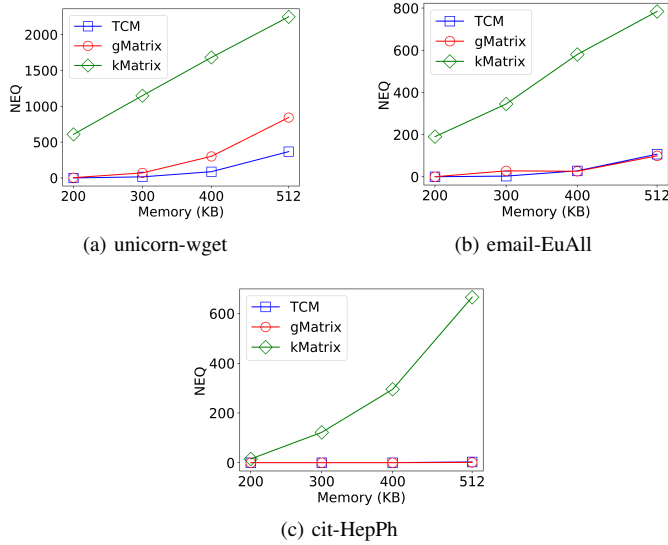 TCM
gMatrix
kMatrix
NEQ
2000
1500
1000
500
0
200
300
400
512
Memory (KB)
(a) unicorn-wget
TCM
gMatrix
kMatrix
NEQ
800
600
400
200
0
200
300
400
512
Memory (KB)
(b) email-EuAll
TCM
gMatrix
kMatrix
NEQ
600
400
200
0
200
300
400
512
Memory (KB)
(c) cit-HepPh